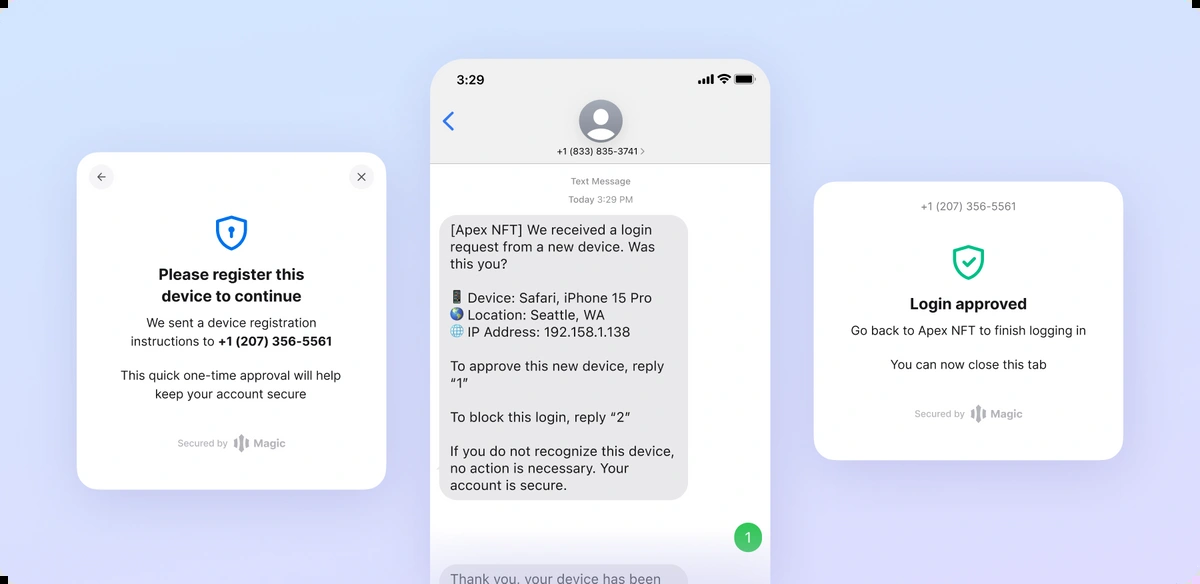 Please register this
device to continue
We sent a device registration
instructions to +1 (207) 356-5561
This quick one-time approval will help
keep your account secure
Secured by Magic
3:29
+1 (833) 835-3741 >
Text Message
Today 3:29 PM
[Apex NFT] We received a login
request from a new device. Was
this you?
Device: Safari, iPhone 15 Pro
Location: Seattle, WA
IP Address: 192.158.1.138
To approve this new device, reply
“1”
To block this login, reply “2”
If you do not recognize this device,
no action is necessary. Your
account is secure.
1
Thank you, your device has been
+1 (207) 356-5561
Login approved
Go back to Apex NFT to finish logging in
You can now close this tab
Secured by Magic